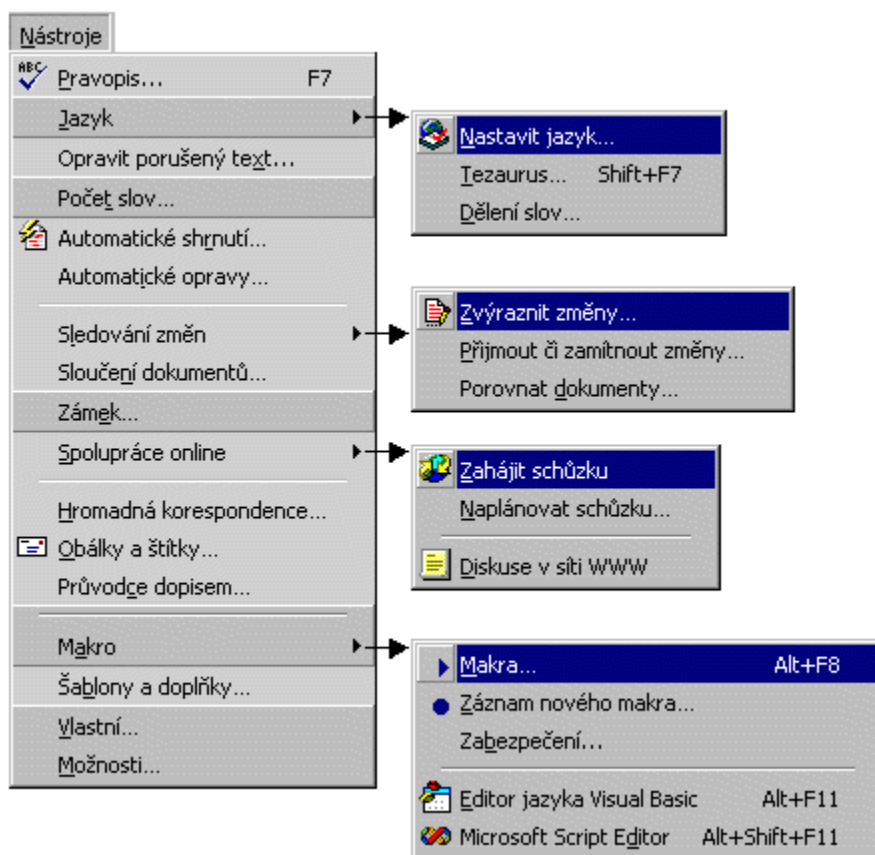 Nástroje
ABC
Pravopis... F7
Jazyk
Opravit porušený text...
Počet slov...
Automatické shrnutí...
Automatické opravy...
Sledování změn
Sloučení dokumentů...
Zámek...
Spolupráce online
Hromadná korespondence...
Obálky a štítky...
Průvodce dopisem...
Makro
Šablony a doplňky...
Vlastní...
Možnosti...
Nastavit jazyk...
Tezaurus... Shift+F7
Dělení slov...
Zvýraznit změny...
Přijmout či zamítnout změny...
Porovnat dokumenty...
Zahájit schůzku
Naplánovat schůzku...
Diskuse v síti WWW
Makra... Alt+F8
Záznam nového makra...
Zabezpečení...
Editor jazyka Visual Basic Alt+F11
Microsoft Script Editor Alt+Shift+F11